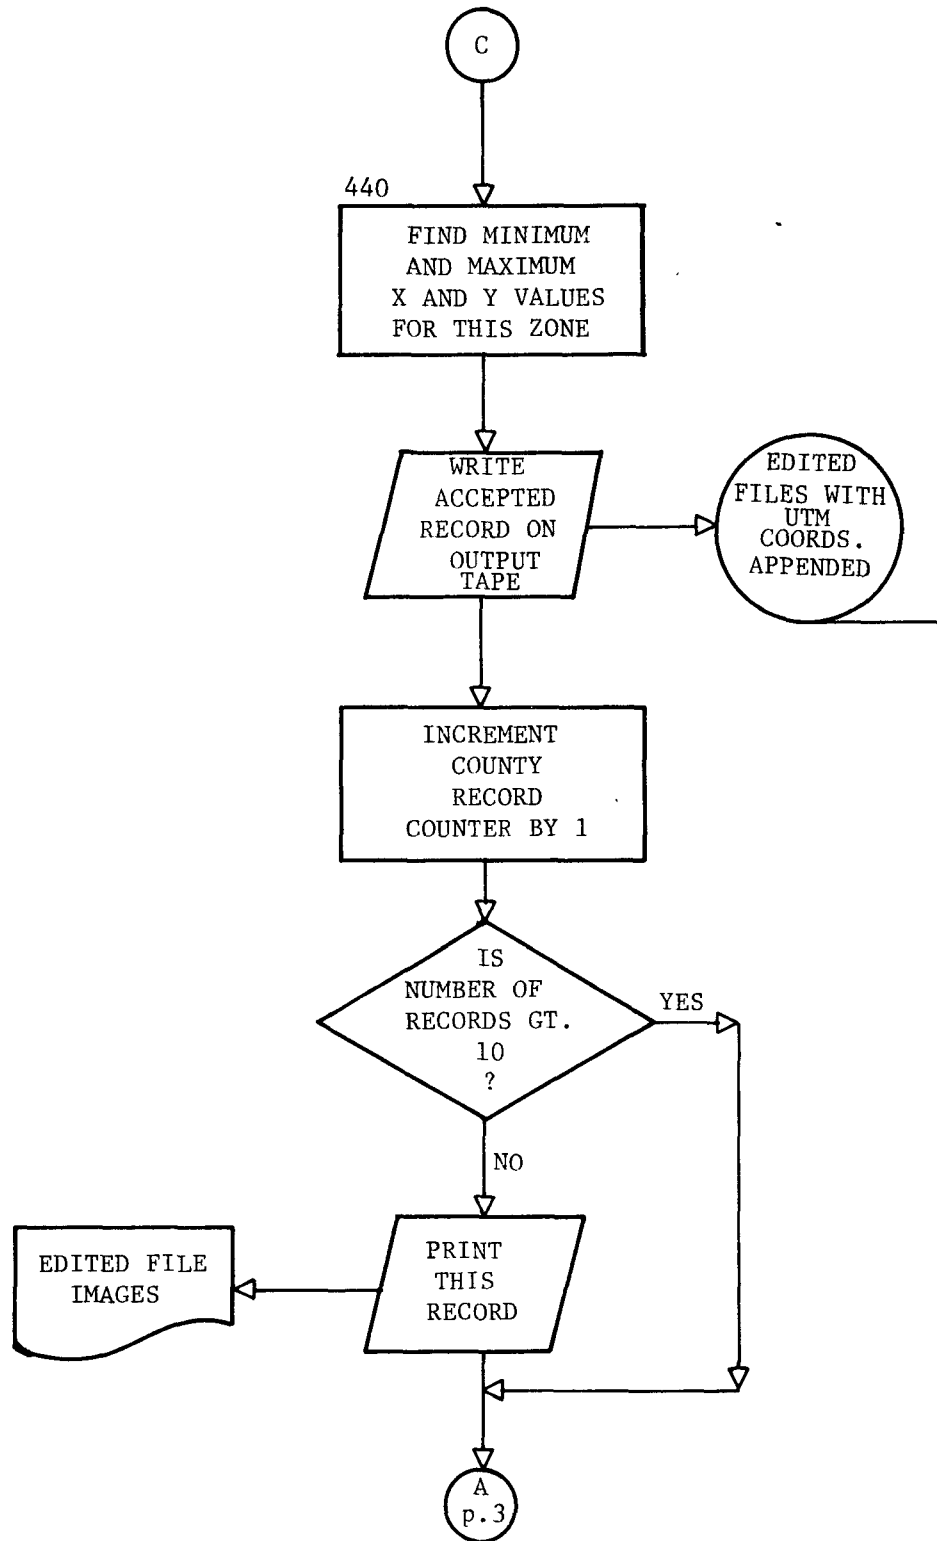 C
440
FIND MINIMUM
AND MAXIMUM
X AND Y VALUES
FOR THIS ZONE
WRITE
ACCEPTED
RECORD ON
OUTPUT
TAPE
EDITED
FILES WITH
UTM
COORDS.
APPENDED
INCREMENT
COUNTY
RECORD
COUNTER BY 1
IS
NUMBER OF
RECORDS GT.
10
?
YES
NO
PRINT
THIS
RECORD
EDITED FILE
IMAGES
A
p.3